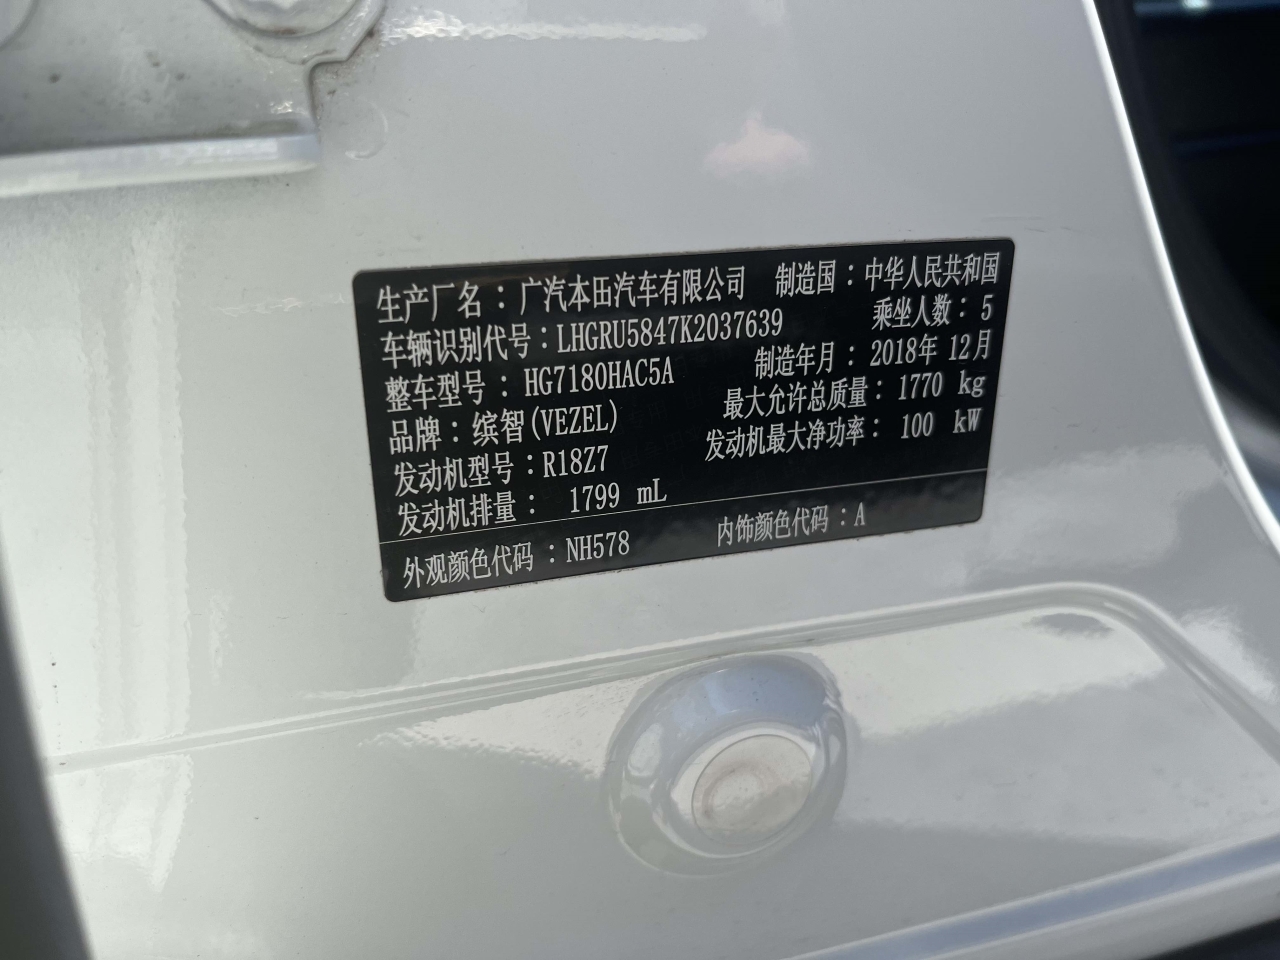 生产厂名：广汽本田汽车有限公司 制造国：中华人民共和国
车辆识别代号：LHGRU5847K2037639 乘坐人数：5
整车型号：HG7180HAC5A 制造年月：2018年 12月
品牌：缤智(VEZEL) 最大允许总质量：1770 kg
发动机型号：R18Z7 发动机最大净功率：100 kW
发动机排量：1799 mL
外观颜色代码：NH578 内饰颜色代码：A